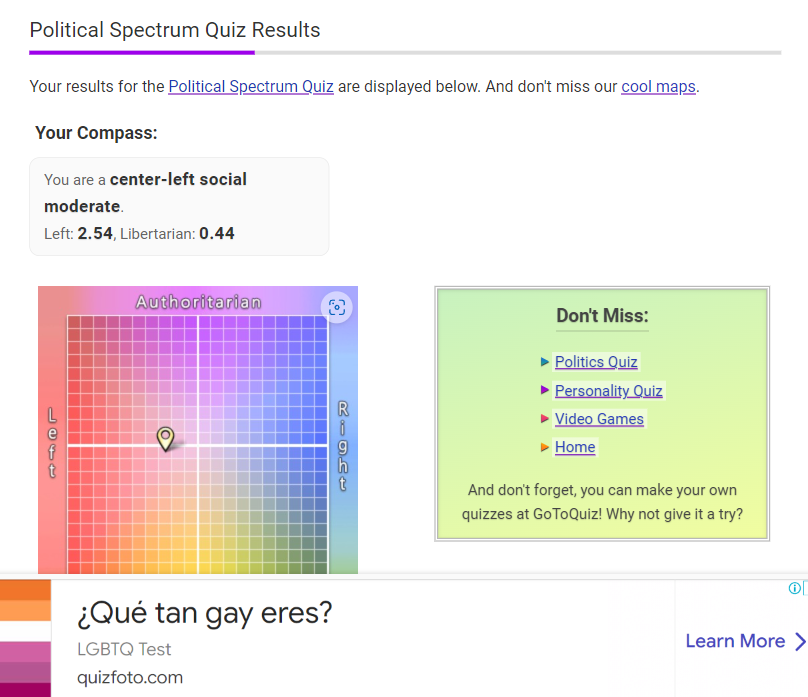 Political Spectrum Quiz Results
Your results for the Political Spectrum Quiz are displayed below. And don't miss our cool maps.
Your Compass:
You are a center-left social
moderate.
Left: 2.54, Libertarian: 0.44
Authoritarian
Left
Right
Don't Miss:
Politics Quiz
Personality Quiz
Video Games
Home
And don't forget, you can make your own
quizzes at GoToQuiz! Why not give it a try?
¿Qué tan gay eres?
LGBTQ Test
quizfoto.com
Learn More